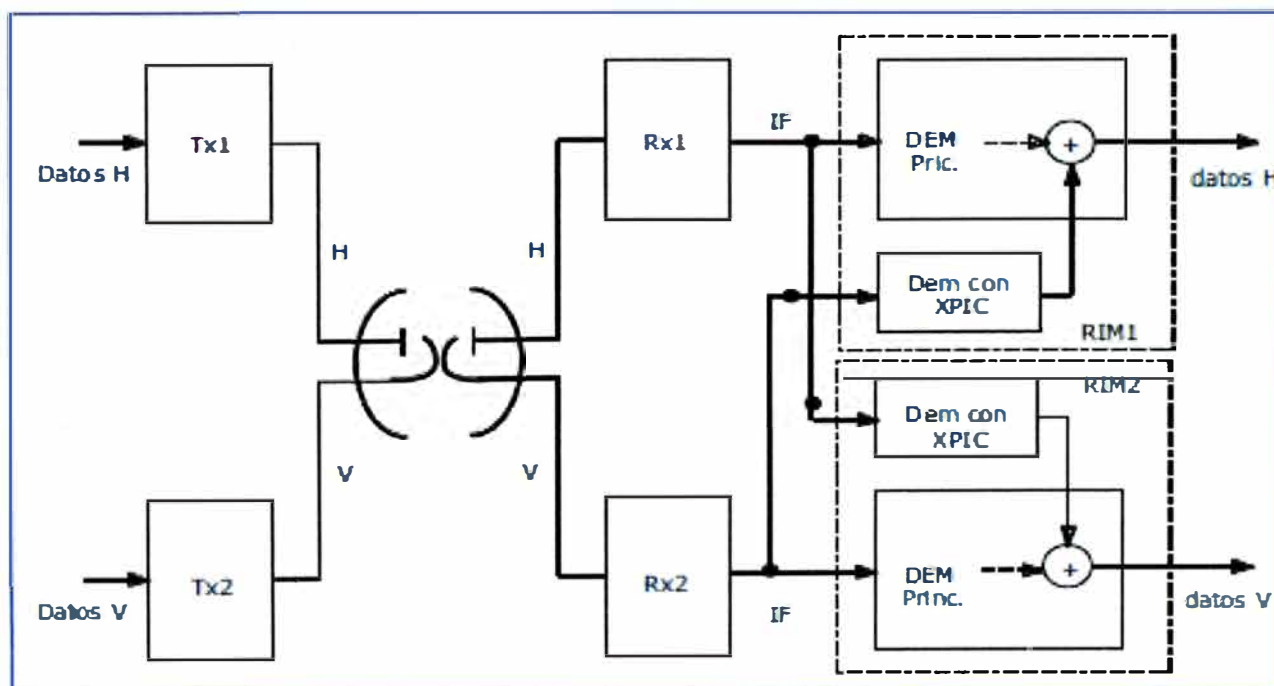 Tx1
Datos H
H
V
Tx2
Datos V
Rx1
H
V
Rx2
IF
IF
DEM
Pric.
+
datos H
Dem con
XPIC
RIM1
RIM2
Dem con
XPIC
DEM
Princ.
+
datos V